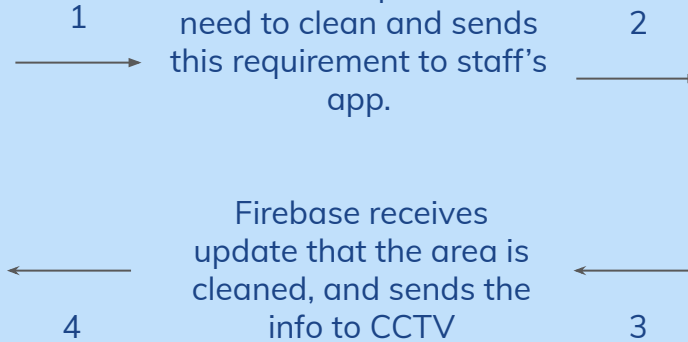 1
need to clean and sends
2
this requirement to staff's
app.
Firebase receives
update that the area is
cleaned, and sends the
4
info to CCTV
3